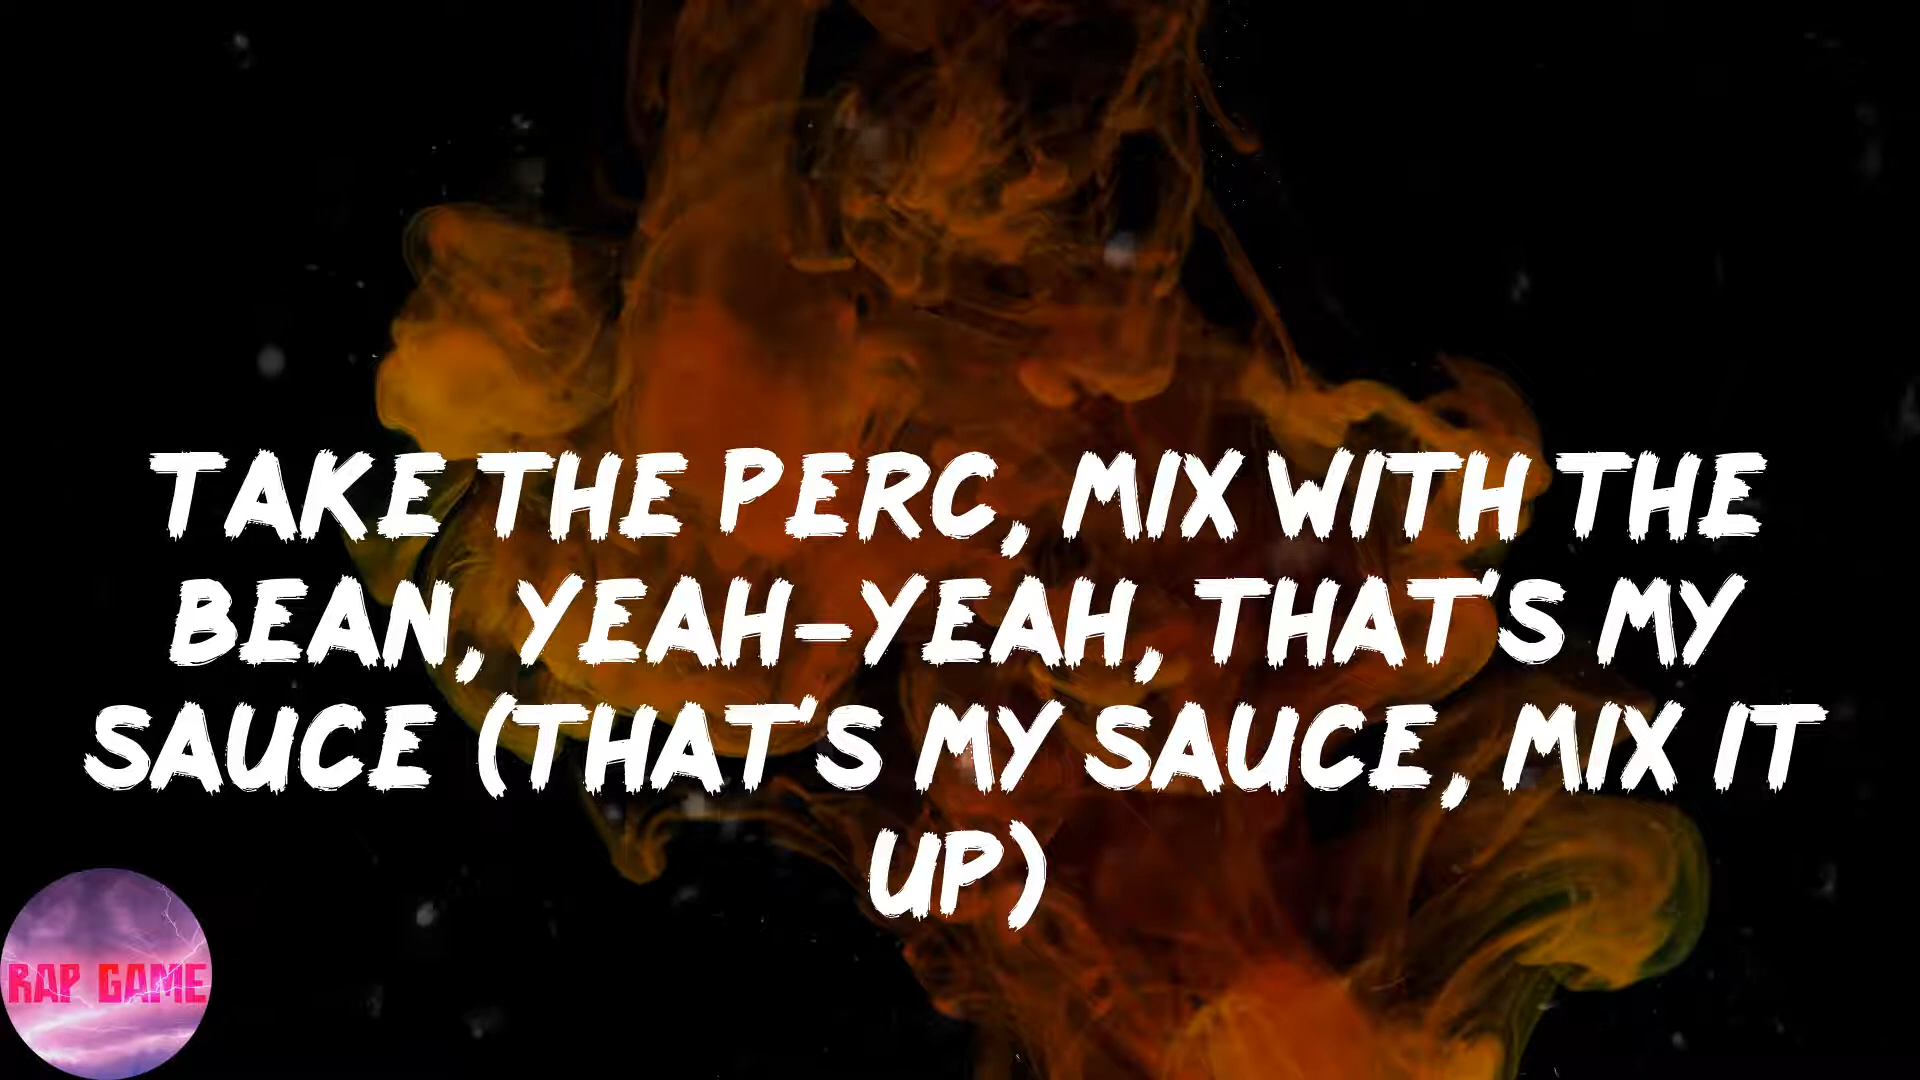 TAKE THE PERC, MIX WITH THE
BEAN, YEAH-YEAH, THAT'S MY
SAUCE (THAT'S MY SAUCE, MIX IT
UP)
RAP GAME